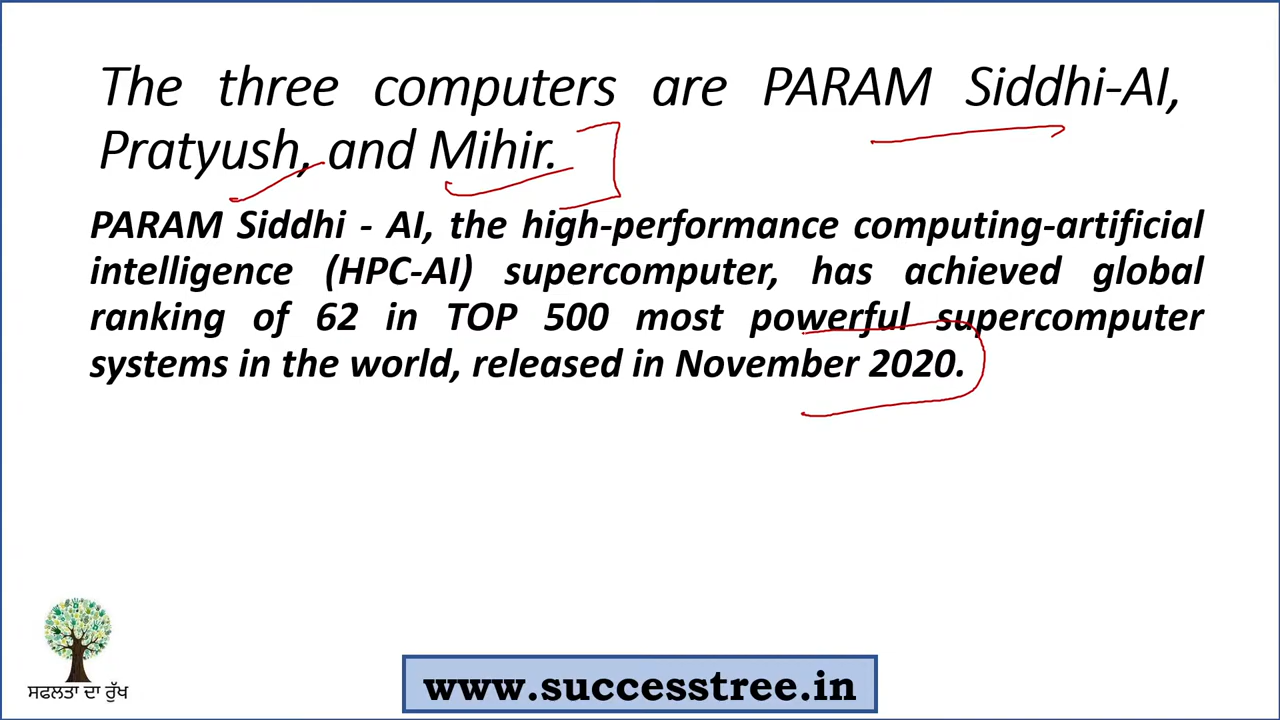 The three computers are PARAM Siddhi-AI,
Pratyush, and Mihir.
PARAM Siddhi - AI, the high-performance computing-artificial
intelligence (HPC-AI) supercomputer, has achieved global
ranking of 62 in TOP 500 most powerful supercomputer
systems in the world, released in November 2020.
ਸਫਲਤਾ ਦਾ ਰੁੱਖ
www.successtree.in